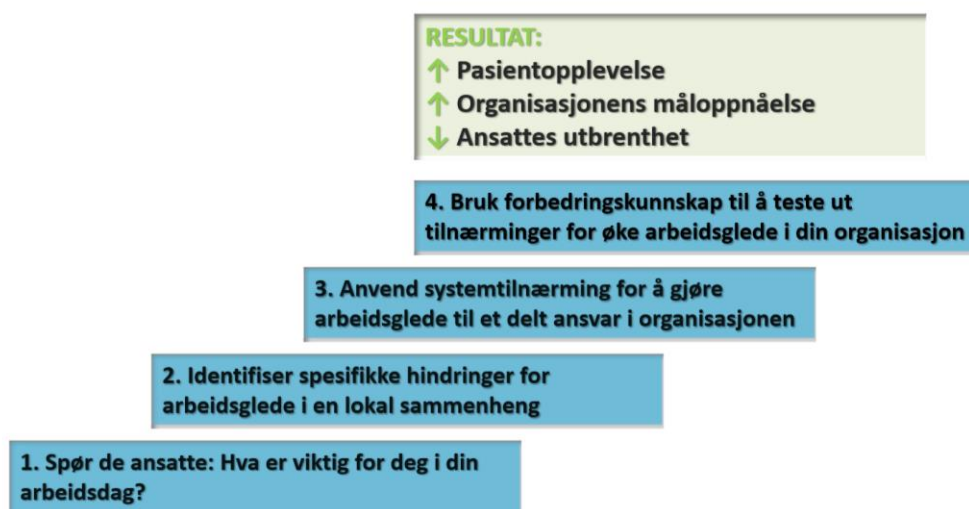 RESULTAT:
↑ Pasientopplevelse
↑ Organisasjonens måloppnåelse
↓ Ansattes utbrenthet
4. Bruk forbedringskunnskap til å teste ut
tilnærminger for øke arbeidsglede i din organisasjon
3. Anvend systemtilnærming for å gjøre
arbeidsglede til et delt ansvar i organisasjonen
2. Identifiser spesifikke hindringer for
arbeidsglede i en lokal sammenheng
1. Spør de ansatte: Hva er viktig for deg i din
arbeidsdag?